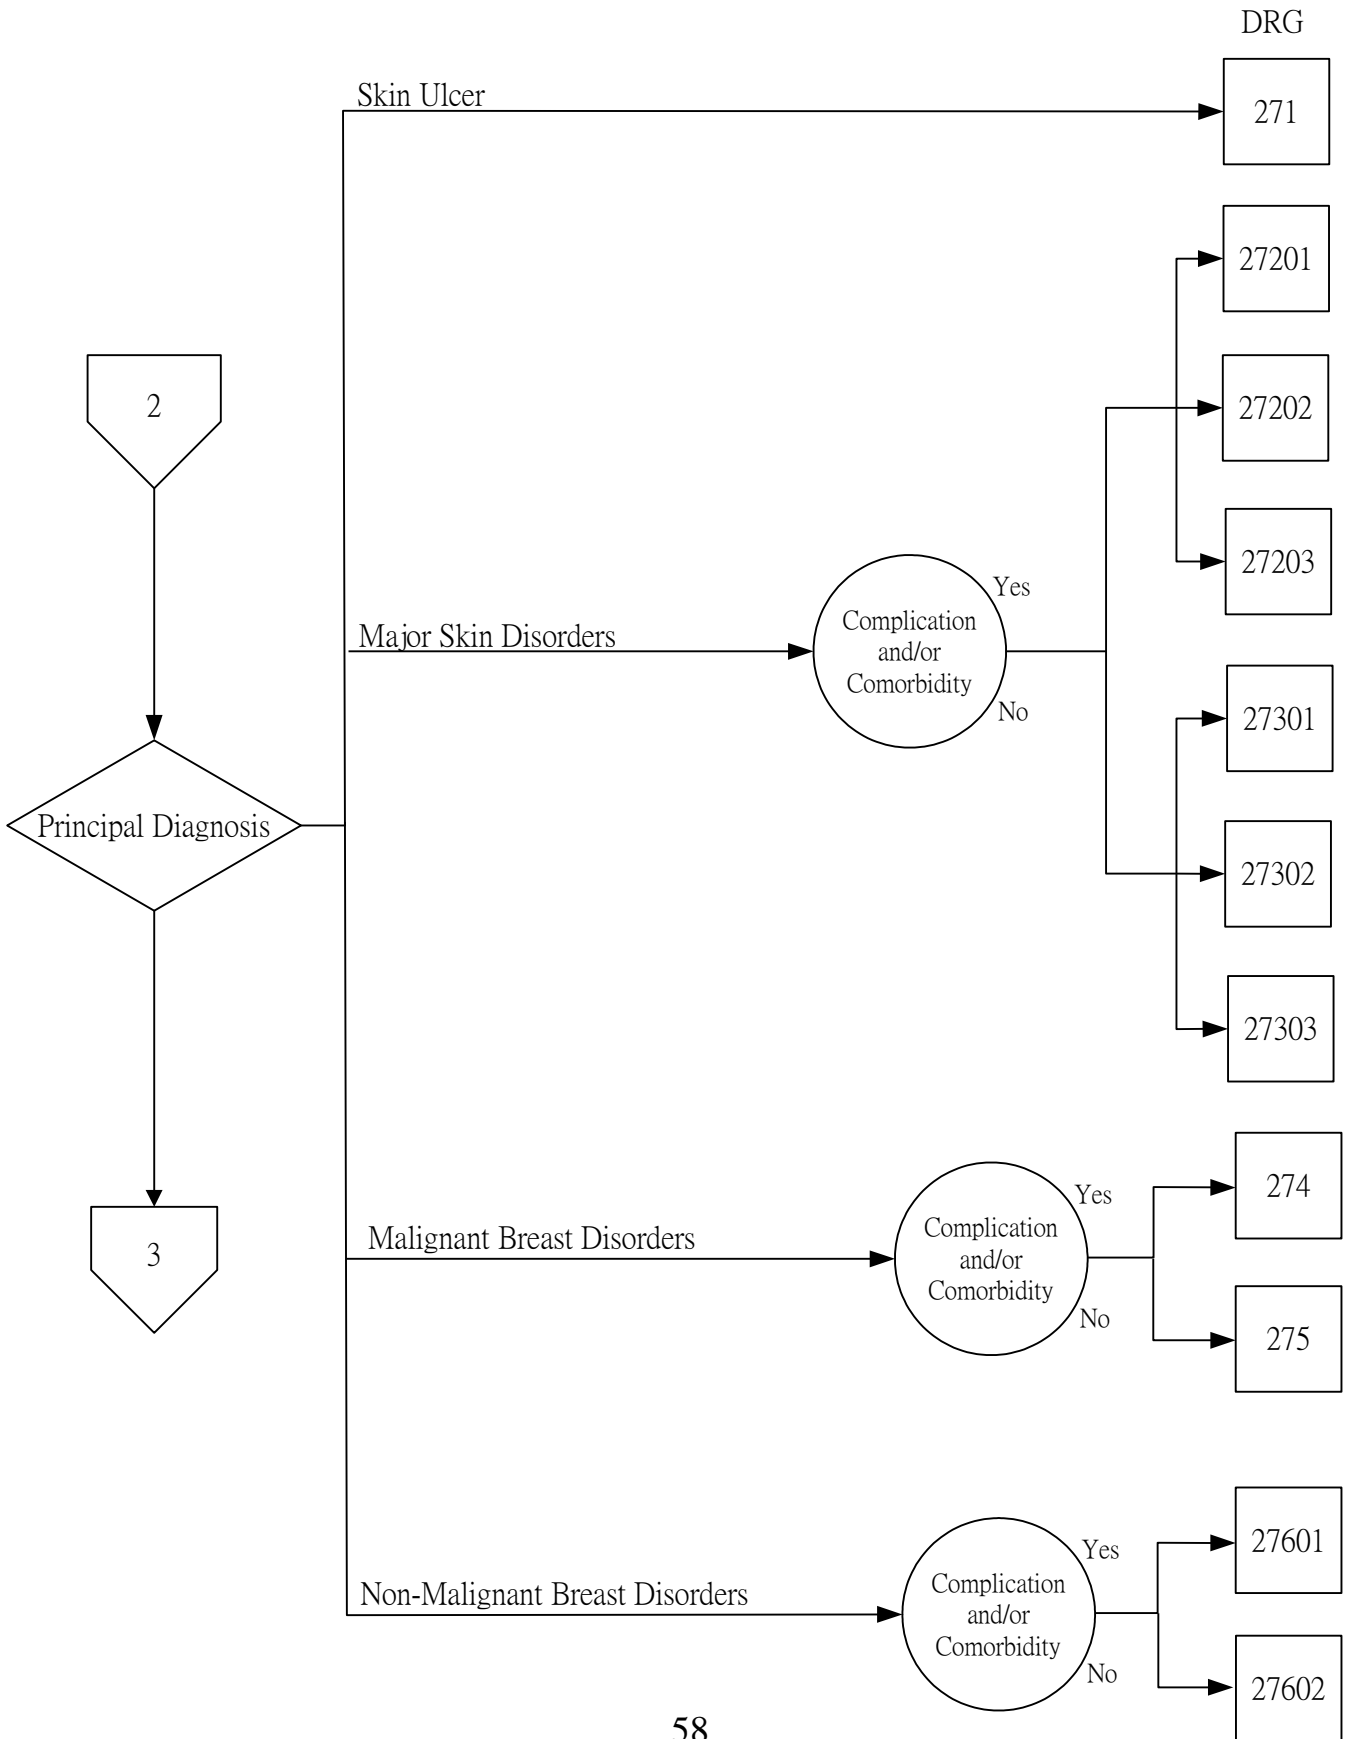 DRG
Skin Ulcer
271
27201
2
27202
27203
Yes
Complication
and/or
Comorbidity
Major Skin Disorders
No
27301
Principal Diagnosis
27302
27303
274
Yes
Complication
and/or
Comorbidity
Malignant Breast Disorders
No
3
275
27601
Yes
Complication
and/or
Comorbidity
Non-Malignant Breast Disorders
No
27602
58